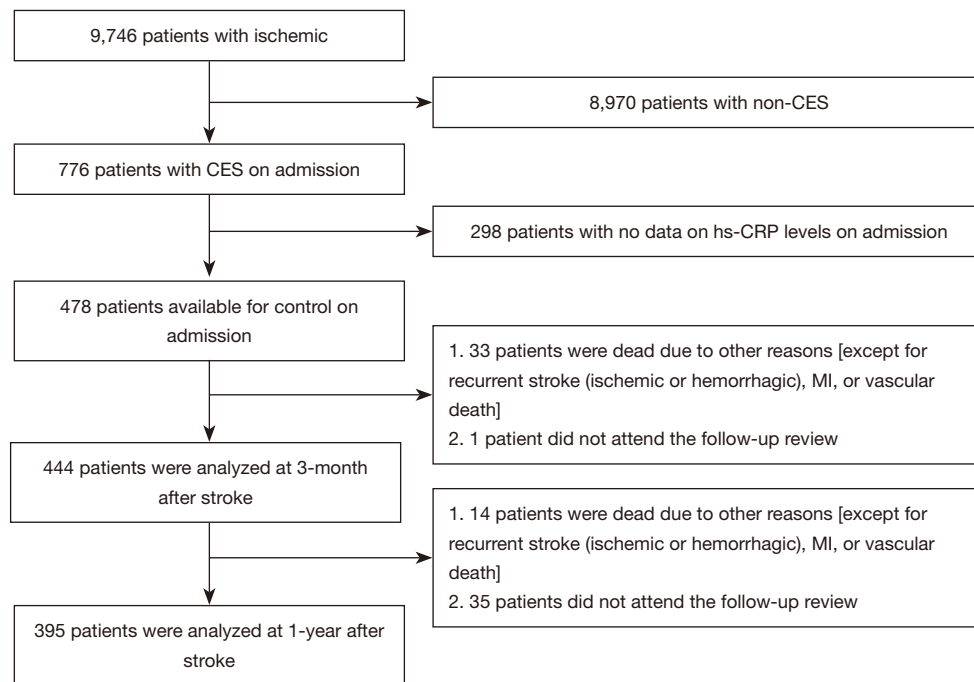 9,746 patients with ischemic
8,970 patients with non-CES
776 patients with CES on admission
298 patients with no data on hs-CRP levels on admission
478 patients available for control on
admission
1. 33 patients were dead due to other reasons [except for
recurrent stroke (ischemic or hemorrhagic), MI, or vascular
death]
2. 1 patient did not attend the follow-up review
444 patients were analyzed at 3-month
after stroke
1. 14 patients were dead due to other reasons [except for
recurrent stroke (ischemic or hemorrhagic), MI, or vascular
death]
2. 35 patients did not attend the follow-up review
395 patients were analyzed at 1-year after
stroke